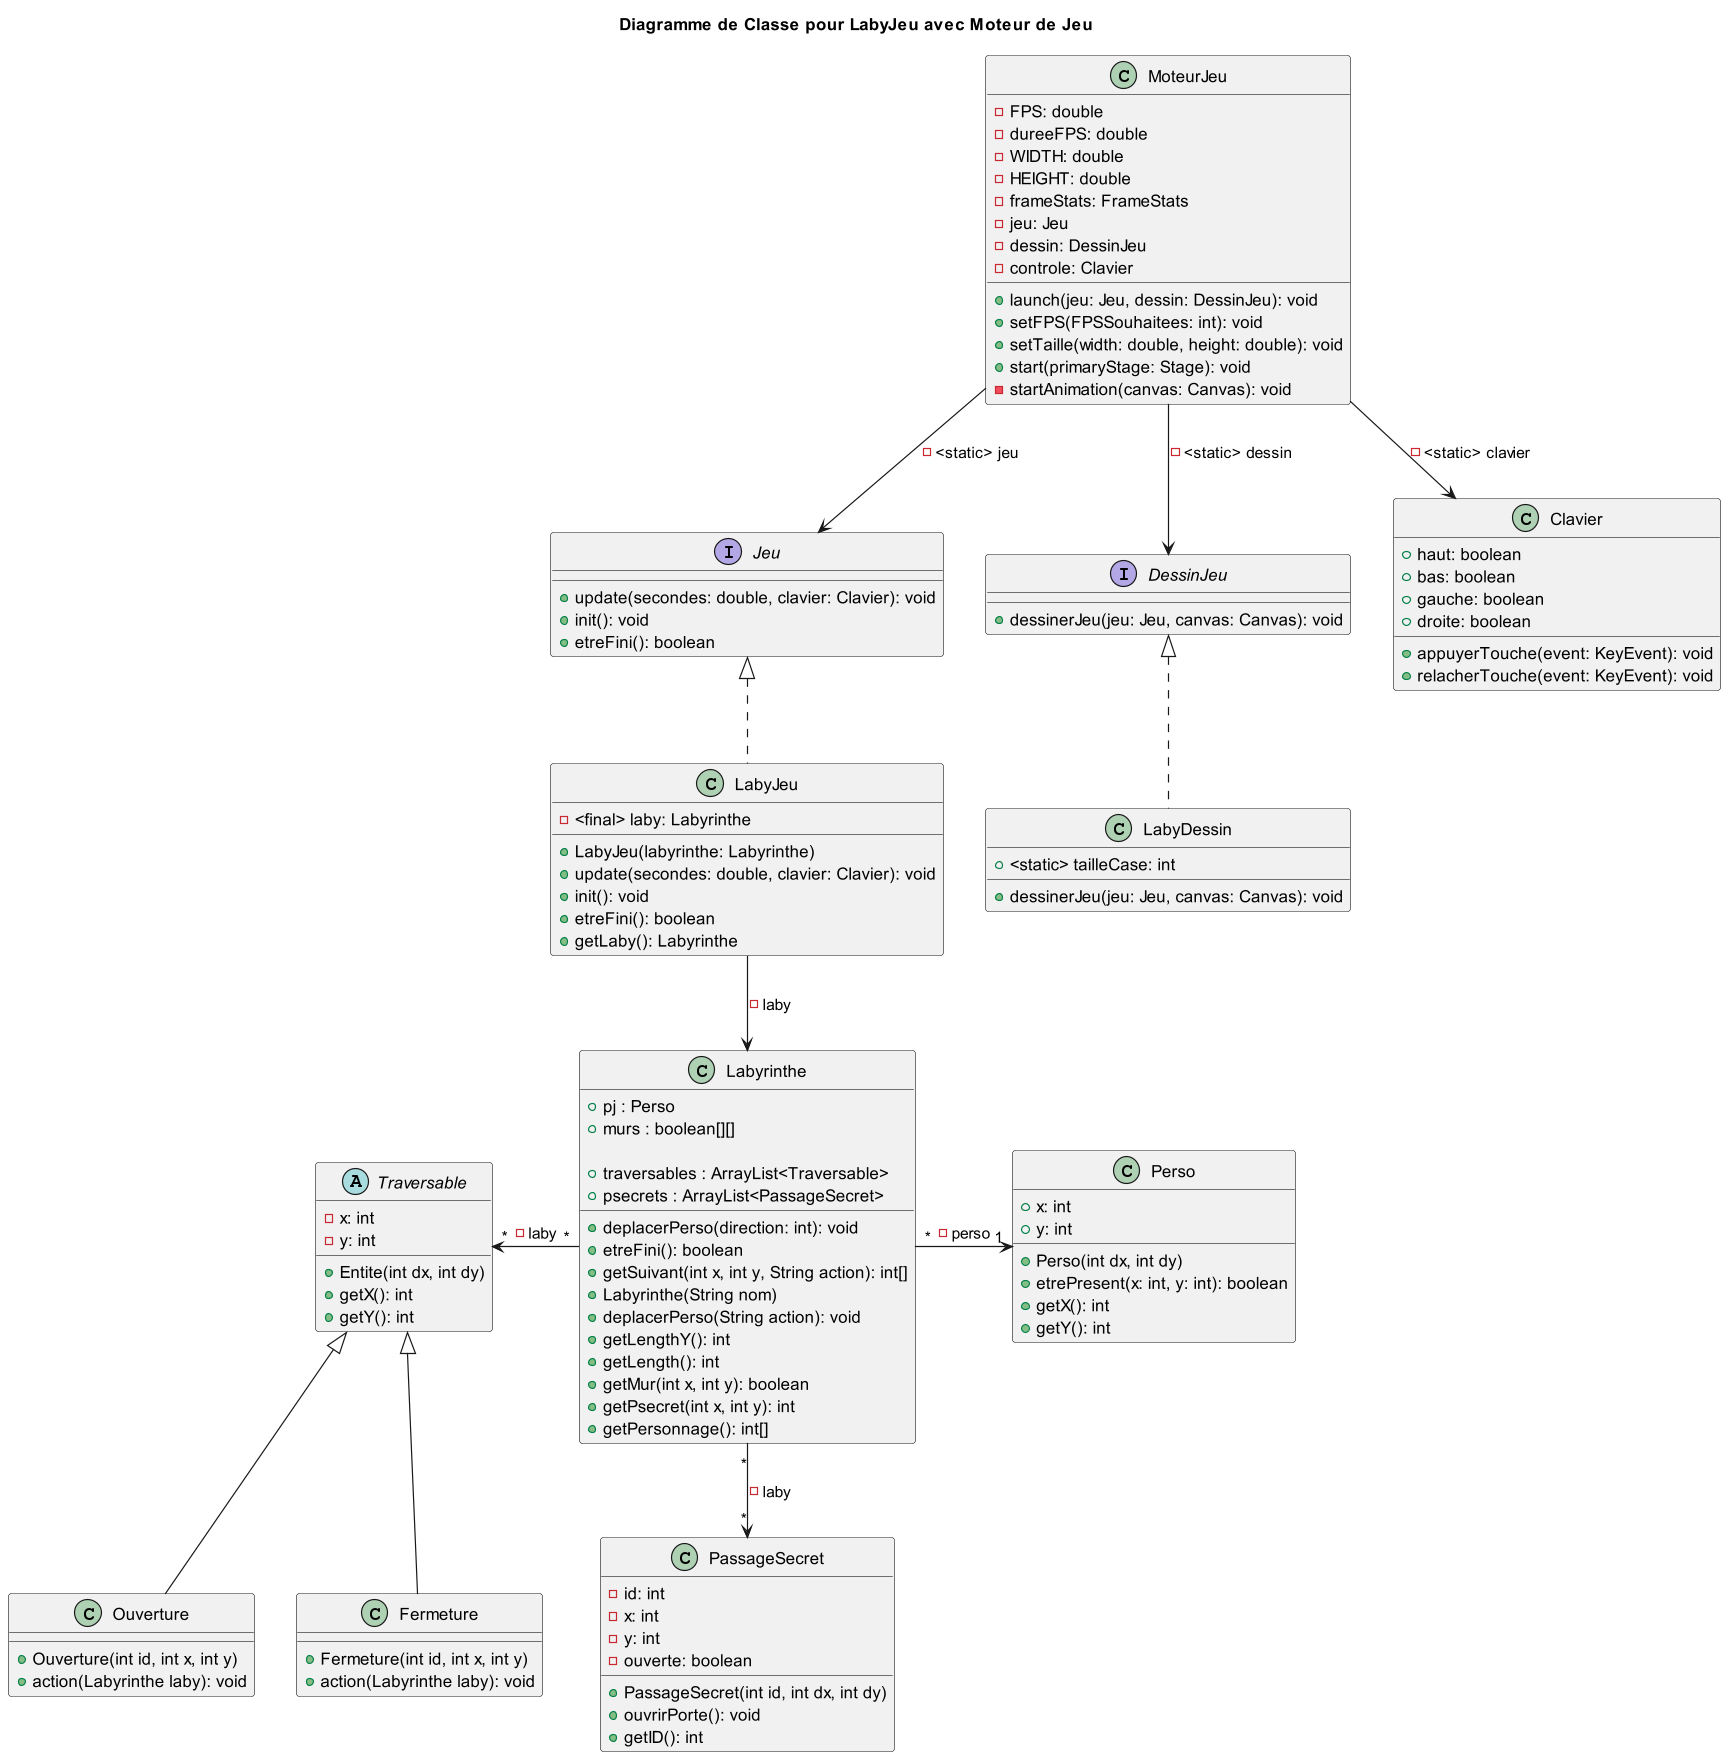 Diagramme de Classe pour LabyJeu avec Moteur de Jeu
C MoteurJeu
FPS: double
dureeFPS: double
WIDTH: double
HEIGHT: double
frameStats: FrameStats
jeu: Jeu
dessin: DessinJeu
controle: Clavier
launch(jeu: Jeu, dessin: DessinJeu): void
setFPS(FPSSouhaitees: int): void
setTaille(width: double, height: double): void
start(primaryStage: Stage): void
startAnimation(canvas: Canvas): void
<static> jeu
<static> dessin
<static> clavier
I Jeu
update(secondes: double, clavier: Clavier): void
init(): void
etreFini(): boolean
I DessinJeu
dessinerJeu(jeu: Jeu, canvas: Canvas): void
C Clavier
haut: boolean
bas: boolean
gauche: boolean
droite: boolean
appuyerTouche(event: KeyEvent): void
relacherTouche(event: KeyEvent): void
C LabyJeu
<final> laby: Labyrinthe
LabyJeu(labyrinthe: Labyrinthe)
update(secondes: double, clavier: Clavier): void
init(): void
etreFini(): boolean
getLaby(): Labyrinthe
C LabyDessin
<static> tailleCase: int
dessinerJeu(jeu: Jeu, canvas: Canvas): void
laby
C Labyrinthe
pj : Perso
murs : boolean[][]
traversables : ArrayList<Traversable>
psecrets : ArrayList<PassageSecret>
deplacerPerso(direction: int): void
etreFini(): boolean
getSuivant(int x, int y, String action): int[]
Labyrinthe(String nom)
deplacerPerso(String action): void
getLengthY(): int
getLength(): int
getMur(int x, int y): boolean
getPsecret(int x, int y): int
getPersonnage(): int[]
A Traversable
x: int
y: int
Entite(int dx, int dy)
getX(): int
getY(): int
* laby *
* perso 1
C Perso
x: int
y: int
Perso(int dx, int dy)
etrePresent(x: int, y: int): boolean
getX(): int
getY(): int
*
laby
*
C Ouverture
Ouverture(int id, int x, int y)
action(Labyrinthe laby): void
C Fermeture
Fermeture(int id, int x, int y)
action(Labyrinthe laby): void
C PassageSecret
id: int
x: int
y: int
ouverte: boolean
PassageSecret(int id, int dx, int dy)
ouvrirPorte(): void
getID(): int